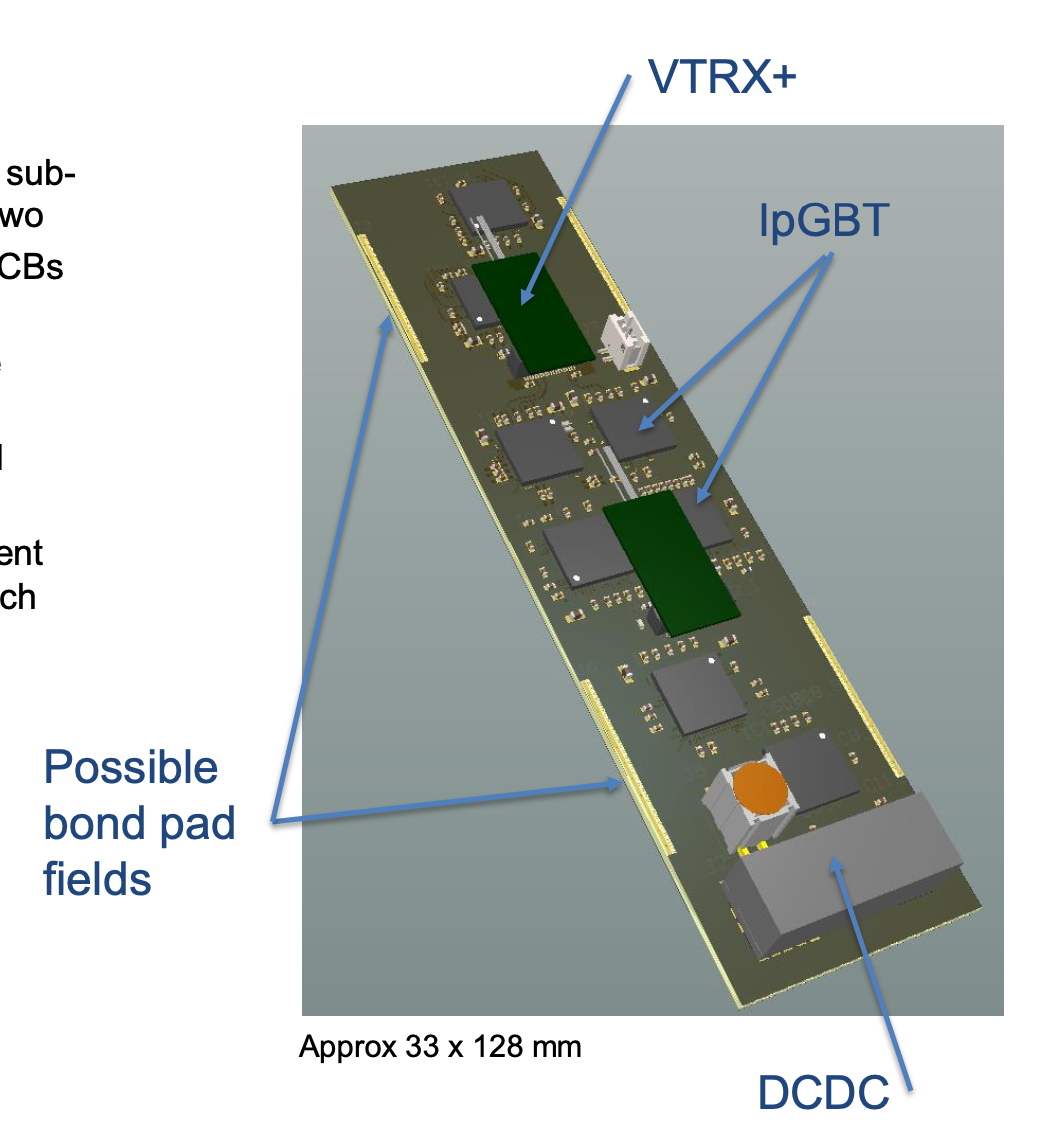 VTRX+
sub-
wo
lpGBT
CBs
ent
ch
Possible
bond pad
fields
Approx 33 x 128 mm
DCDC